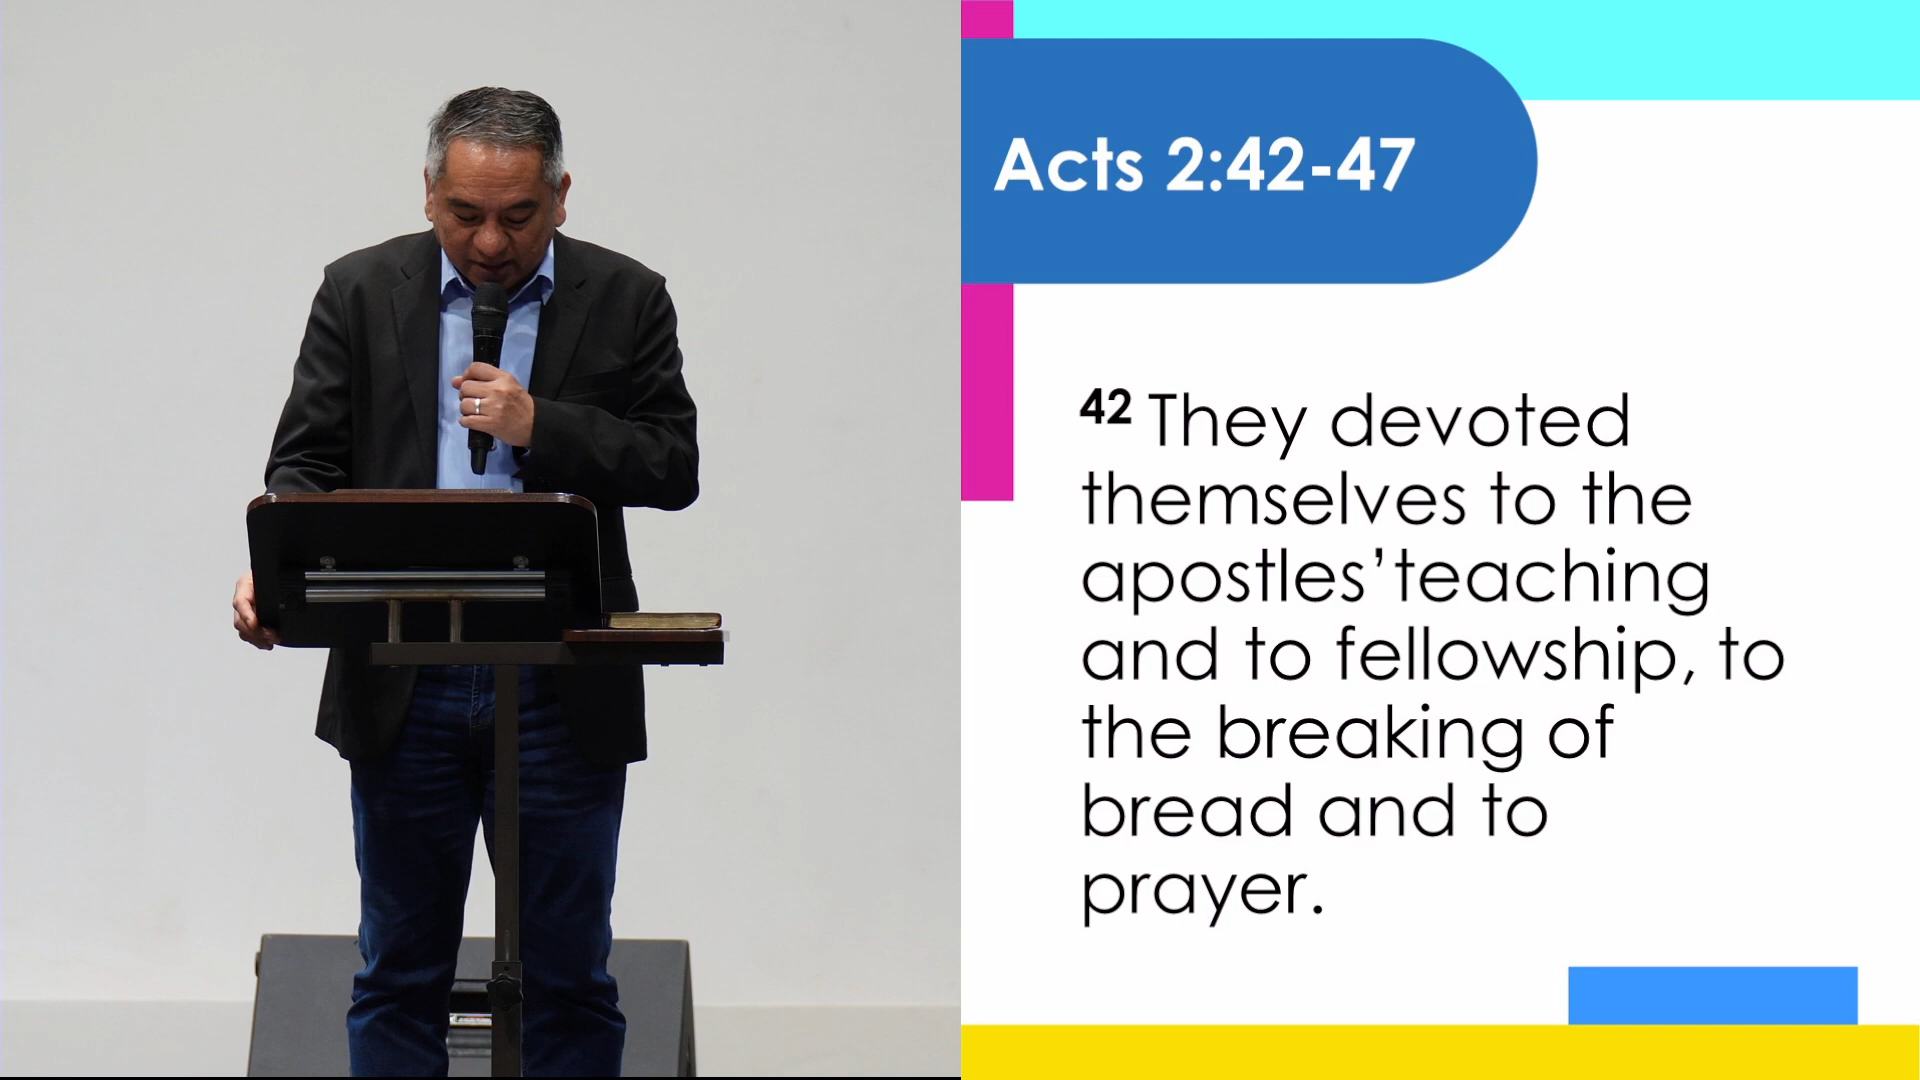 Acts 2:42-47
42 They devoted
themselves to the
apostles’ teaching
and to fellowship, to
the breaking of
bread and to
prayer.